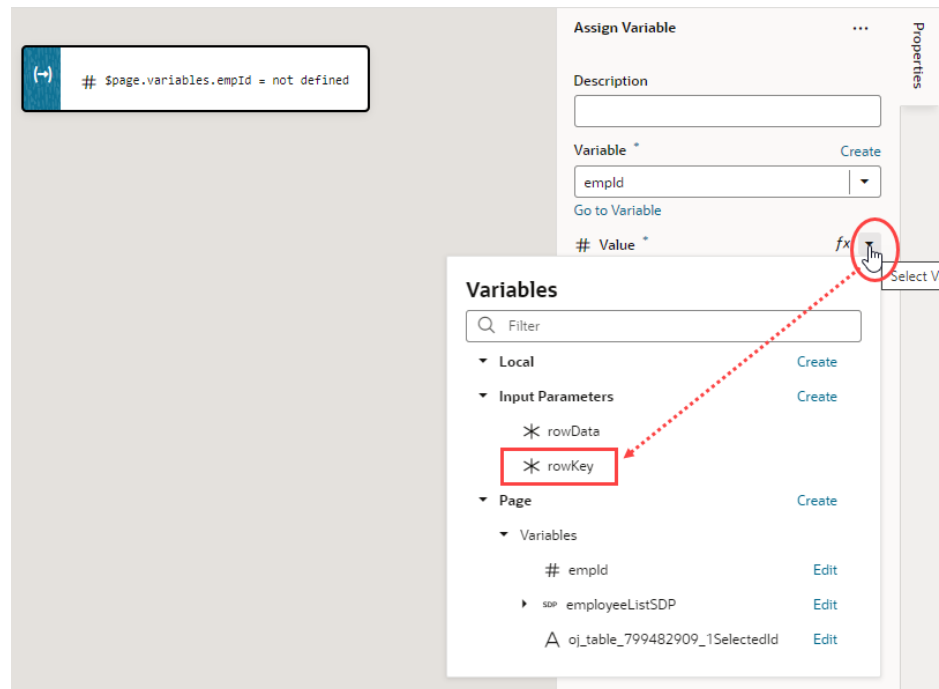 Assign Variable
Properties
(→)
# $page.variables.empId = not defined
Description
Variable *
Create
empId
Go to Variable
# Value *
fx
Select V
Variables
Filter
Local
Create
Input Parameters
Create
rowData
rowKey
Page
Create
Variables
# empId
Edit
SDP employeeListSDP
Edit
A oj_table_799482909_1SelectedId
Edit